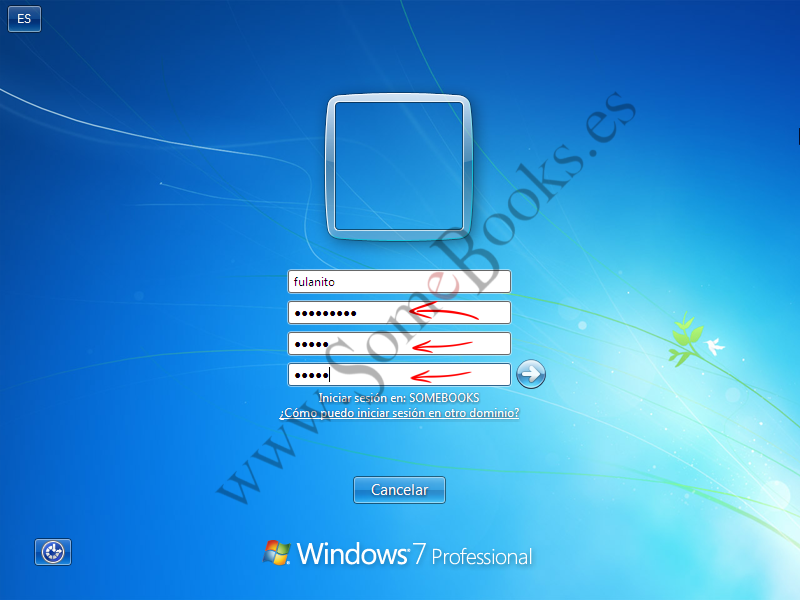 ES
fulanito
•••••••••
•••••
•••••
Iniciar sesión en: SOMEBOOKS
¿Cómo puedo iniciar sesión en otro dominio?
Cancelar
Windows 7 Professional
www.SomeBooks.es